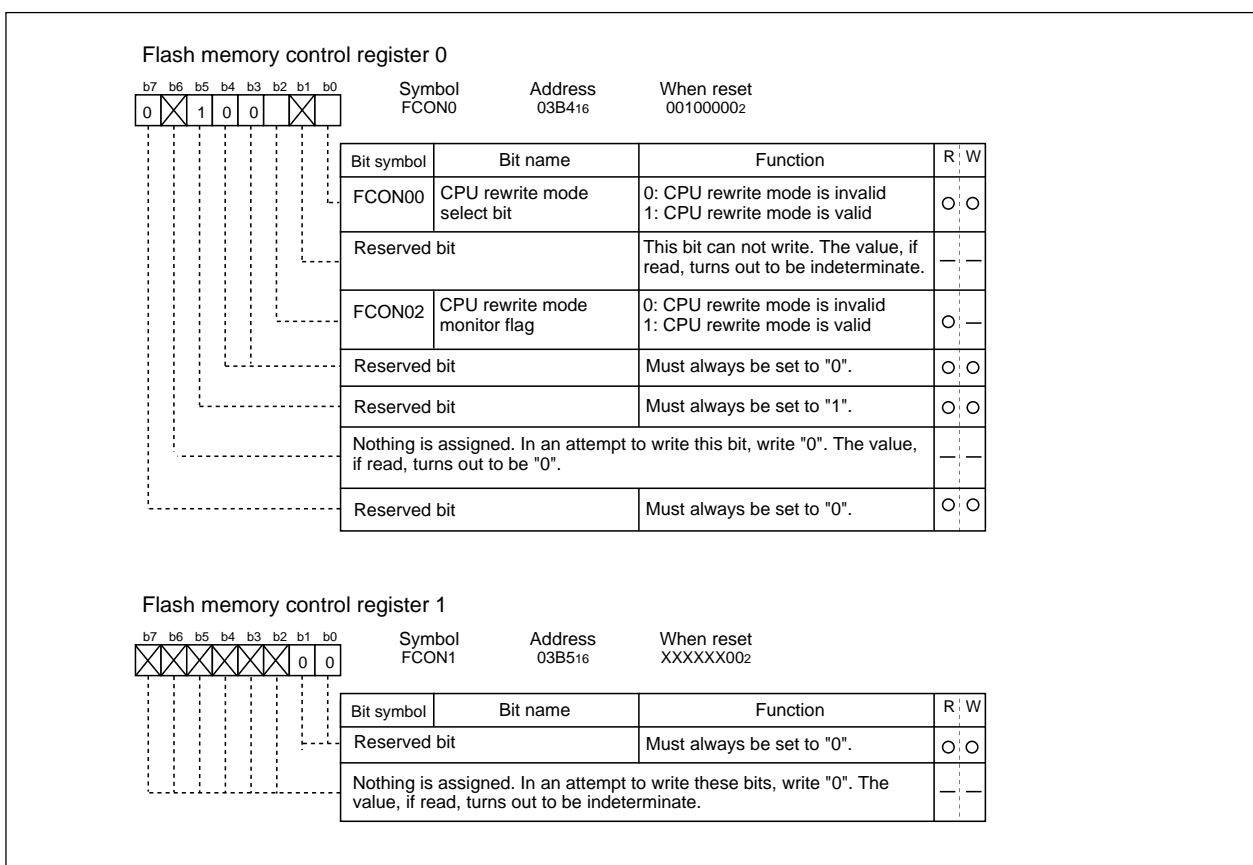 Flash memory control register 0
b7 b6 b5 b4 b3 b2 b1 b0
Symbol Address When reset
FCON0 03B416 001000002
0 1 0 0
Bit symbol Bit name Function R W
FCON00 CPU rewrite mode select bit 0: CPU rewrite mode is invalid
1: CPU rewrite mode is valid
Reserved bit This bit can not write. The value, if
read, turns out to be indeterminate.
FCON02 CPU rewrite mode monitor flag 0: CPU rewrite mode is invalid
1: CPU rewrite mode is valid
Reserved bit Must always be set to "0".
Reserved bit Must always be set to "1".
Nothing is assigned. In an attempt to write this bit, write "0". The value,
if read, turns out to be "0".
Reserved bit Must always be set to "0".
Flash memory control register 1
b7 b6 b5 b4 b3 b2 b1 b0
Symbol Address When reset
FCON1 03B516 XXXXXX002
0 0
Bit symbol Bit name Function R W
Reserved bit Must always be set to "0".
Nothing is assigned. In an attempt to write these bits, write "0". The
value, if read, turns out to be indeterminate.